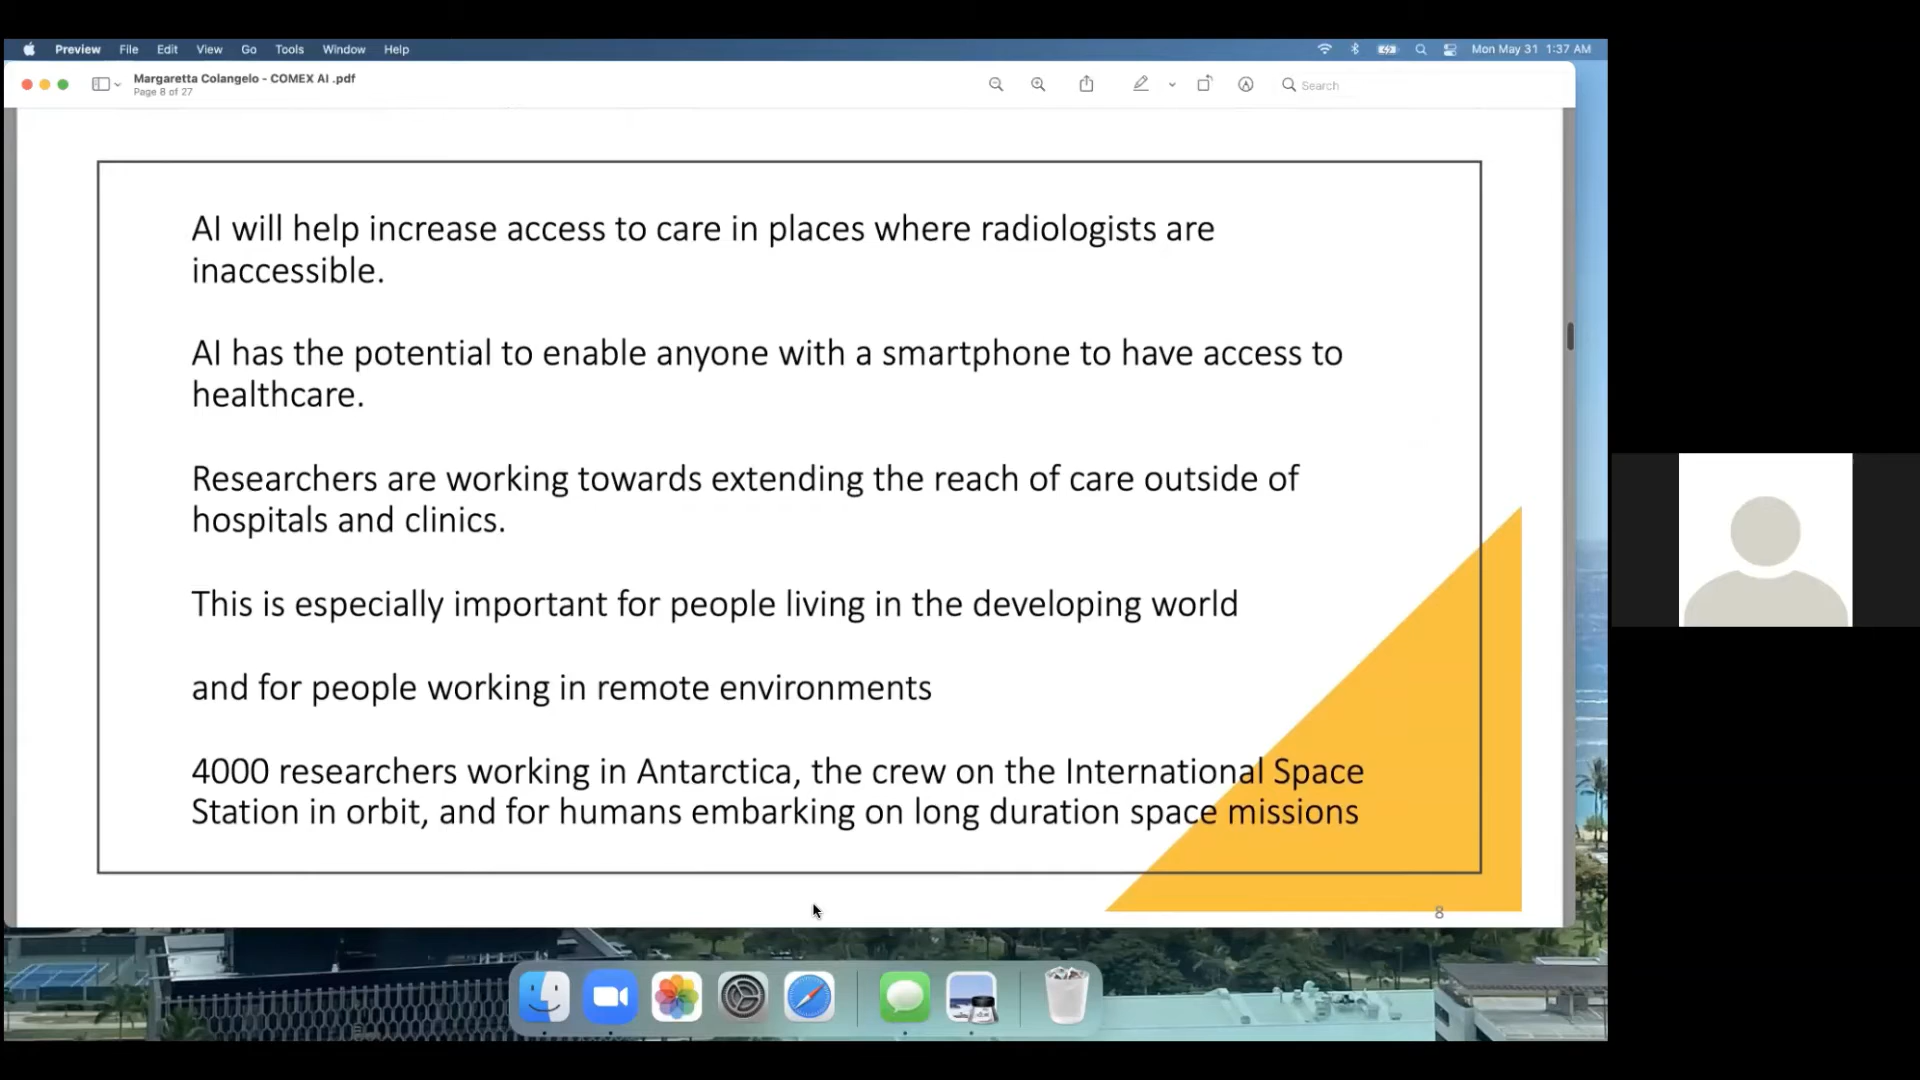 Preview File Edit View Go Tools Window Help Mon May 31 1:37 AM
Margaretta Colangelo - COMEX AI .pdf
Page 8 of 27
Search
AI will help increase access to care in places where radiologists are
inaccessible.
AI has the potential to enable anyone with a smartphone to have access to
healthcare.
Researchers are working towards extending the reach of care outside of
hospitals and clinics.
This is especially important for people living in the developing world
and for people working in remote environments
4000 researchers working in Antarctica, the crew on the International Space
Station in orbit, and for humans embarking on long duration space missions
8